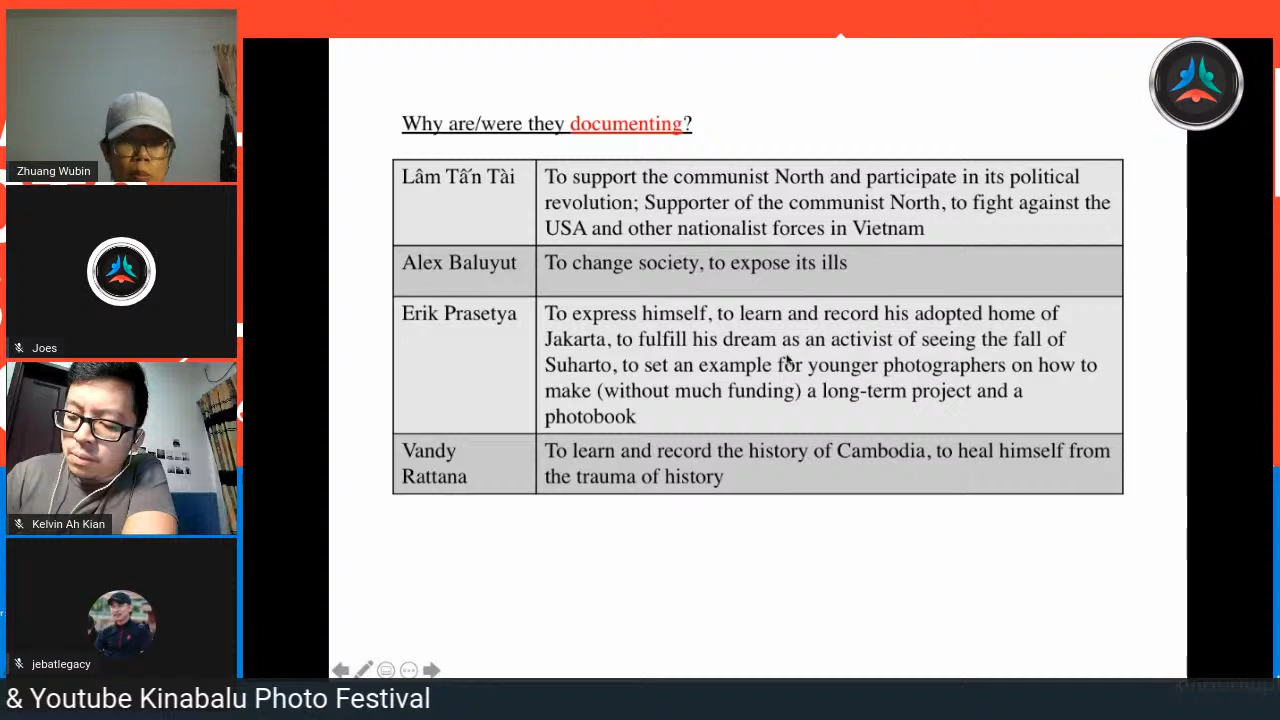 Zhuang Wubin
Joes
Kelvin Ah Kian
jebatlegacy
Why are/were they documenting?
Lâm Tấn Tài
To support the communist North and participate in its political
revolution; Supporter of the communist North, to fight against the
USA and other nationalist forces in Vietnam
Alex Baluyut
To change society, to expose its ills
Erik Prasetya
To express himself, to learn and record his adopted home of
Jakarta, to fulfill his dream as an activist of seeing the fall of
Suharto, to set an example for younger photographers on how to
make (without much funding) a long-term project and a
photobook
Vandy
Rattana
To learn and record the history of Cambodia, to heal himself from
the trauma of history
& Youtube Kinabalu Photo Festival